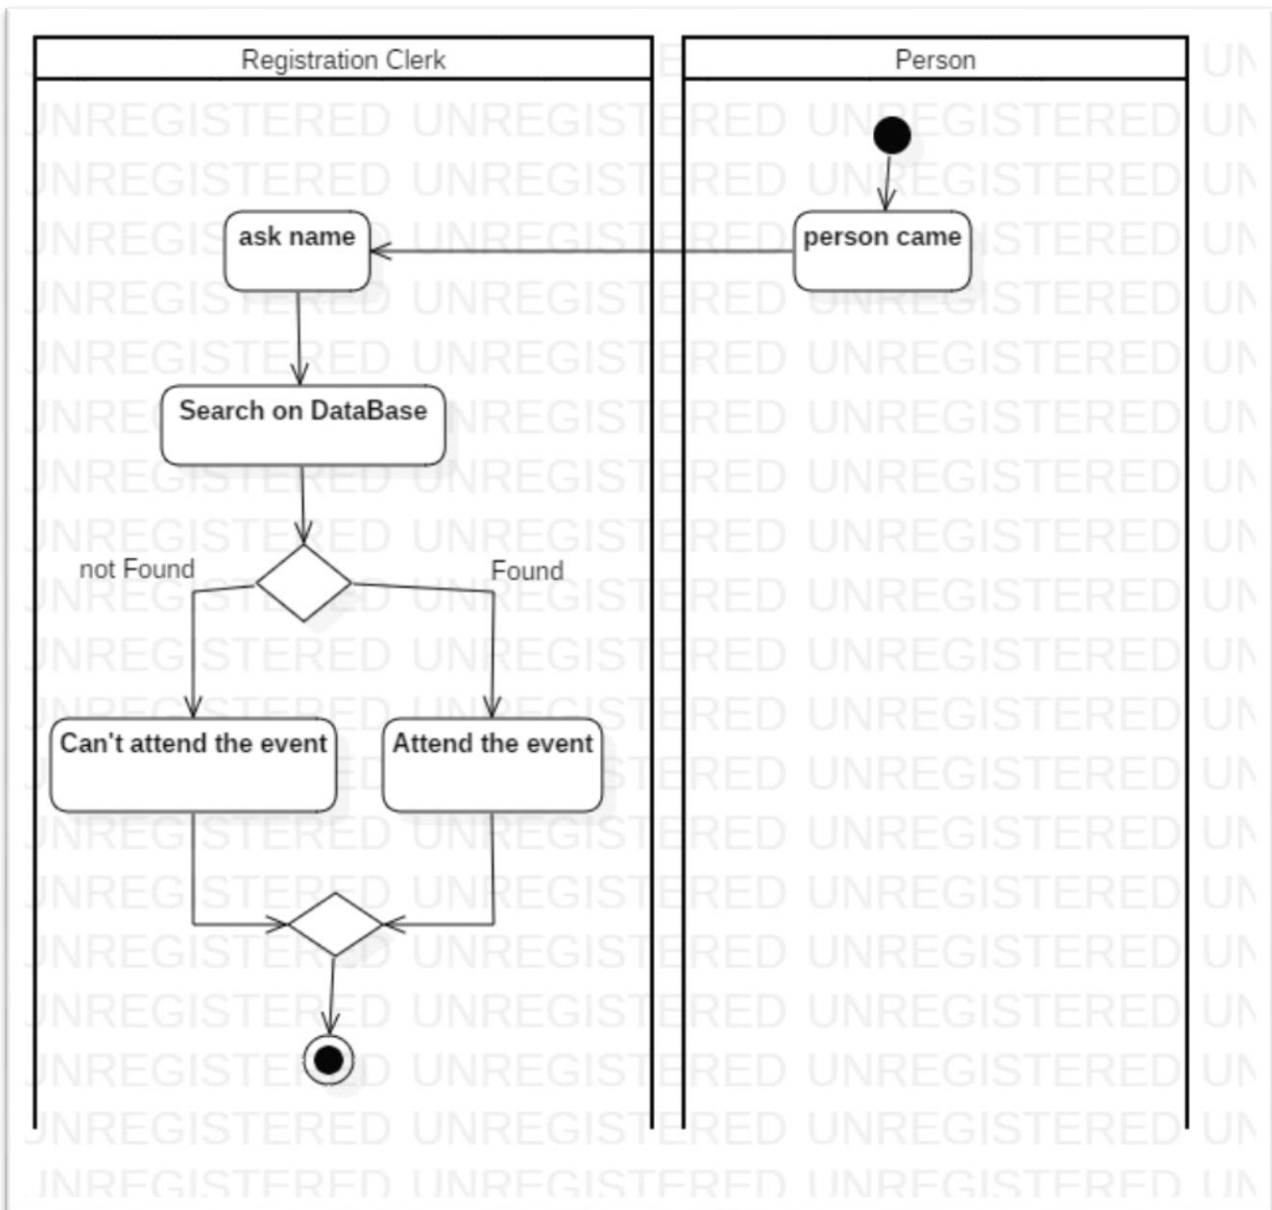 Registration Clerk
Person
ask name
person came
Search on DataBase
not Found
Found
Can't attend the event
Attend the event
UNREGISTERED